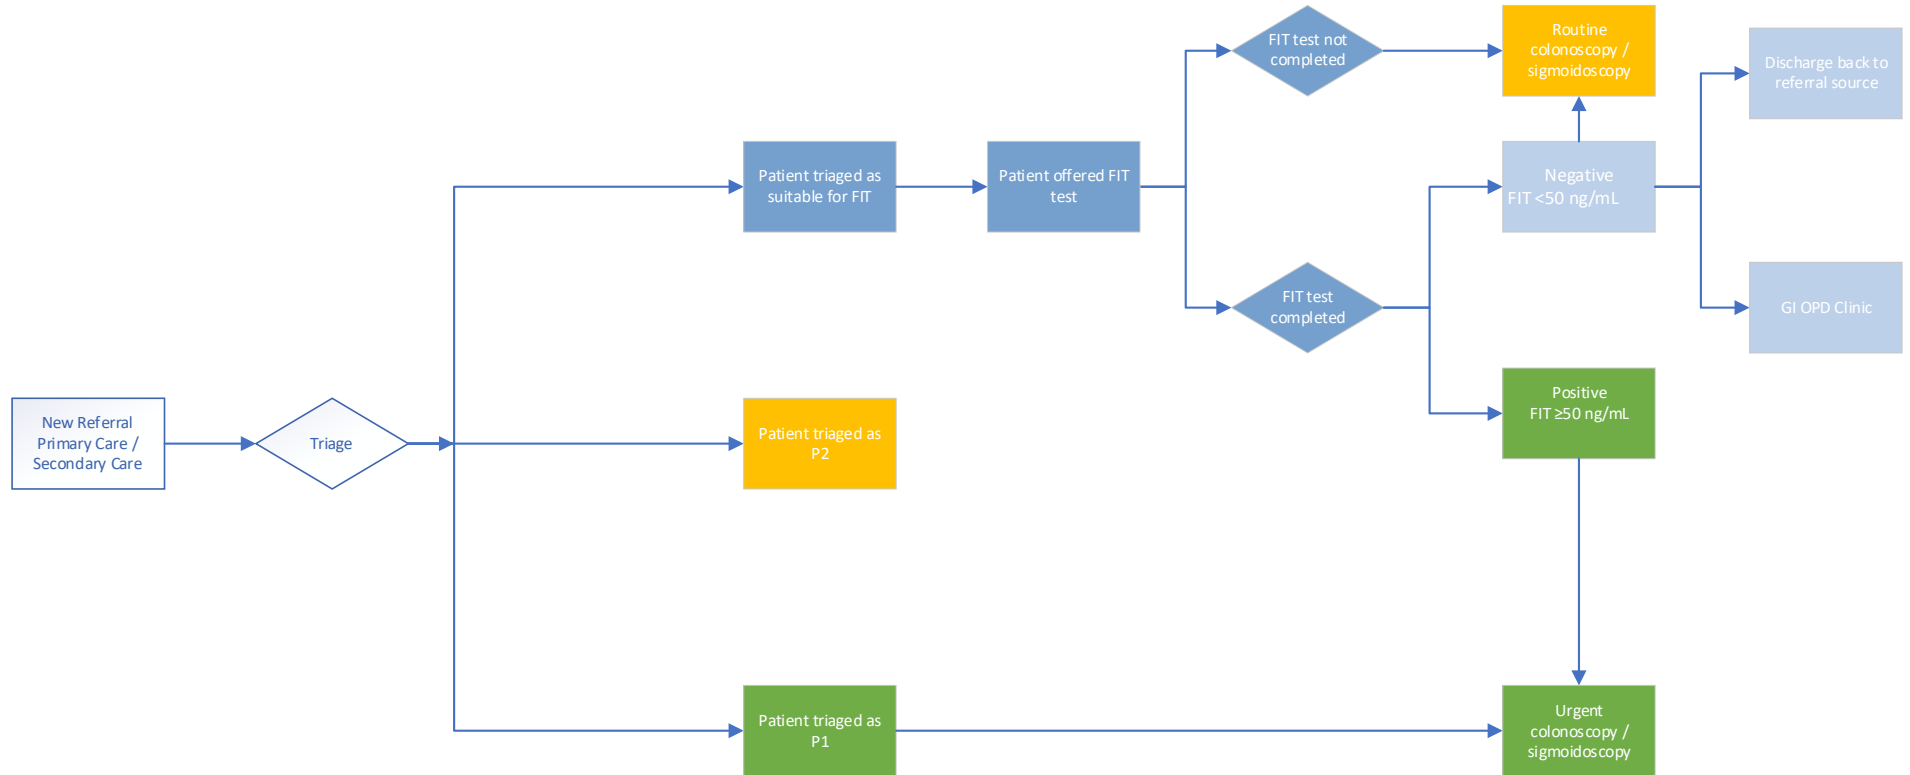 FIT test not
completed
Routine
colonoscopy /
sigmoidoscopy
Discharge back to
referral source
Patient triaged as
suitable for FIT
Patient offered FIT
test
Negative
FIT <50 ng/mL
FIT test
completed
GI OPD Clinic
Positive
FIT ≥50 ng/mL
New Referral
Primary Care /
Secondary Care
Triage
Patient triaged as
P2
Patient triaged as
P1
Urgent
colonoscopy /
sigmoidoscopy